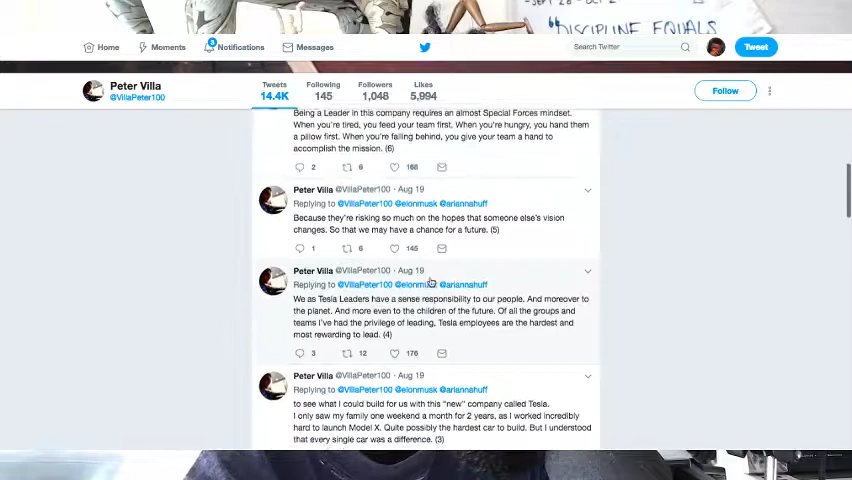 -SEPT 28 - OCT 2
"DISCIPLINE EQUALS
Home Moments 3 Notifications Messages Search Twitter Tweet
Peter Villa
@VillaPeter100
Tweets Following Followers Likes
14.4K 145 1,048 5,994
Follow
Being a Leader in this company requires an almost Special Forces mindset.
When you're tired, you feed your team first. When you're hungry, you hand them
a pillow first. When you're falling behind, you give your team a hand to
accomplish the mission. (6)
2 6 168
Peter Villa @VillaPeter100 · Aug 19
Replying to @VillaPeter100 @elonmusk @ariannahuff
Because they're risking so much on the hopes that someone else's vision
changes. So that we may have a chance for a future. (5)
1 6 145
Peter Villa @VillaPeter100 · Aug 19
Replying to @VillaPeter100 @elonmusk @ariannahuff
We as Tesla Leaders have a sense responsibility to our people. And moreover to
the planet. And more even to the children of the future. Of all the groups and
teams I've had the privilege of leading, Tesla employees are the hardest and
most rewarding to lead. (4)
3 12 176
Peter Villa @VillaPeter100 · Aug 19
Replying to @VillaPeter100 @elonmusk @ariannahuff
to see what I could build for us with this "new" company called Tesla.
I only saw my family one weekend a month for 2 years, as I worked incredibly
hard to launch Model X. Quite possibly the hardest car to build. But I understood
that every single car was a difference. (3)